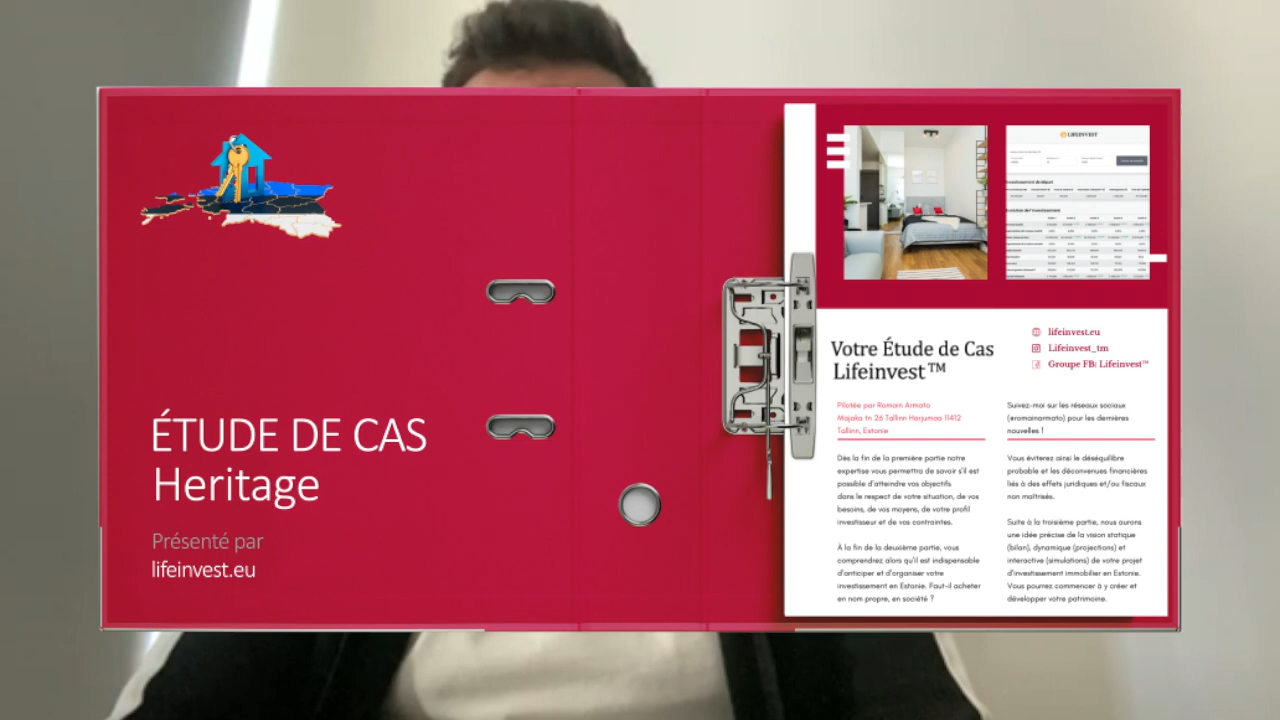 ÉTUDE DE CAS
Heritage
Présenté par
lifeinvest.eu
LIFEINVEST
Votre Étude de Cas
Lifeinvest™
lifeinvest.eu
Lifeinvest_tm
Groupe FB: Lifeinvest™
Pilotée par Romain Armato
Majaka tn 26 Tallinn Harjumaa 11412
Tallinn, Estonie
Dès la fin de la première partie notre
expertise vous permettra de savoir s'il est
possible d'atteindre vos objectifs
dans le respect de votre situation, de vos
besoins, de vos moyens, de votre profil
investisseur et de vos contraintes.
À la fin de la deuxième partie, vous
comprendrez alors qu'il est indispensable
d'anticiper et d'organiser votre
investissement en Estonie. Faut-il acheter
en nom propre, en société ?
Suivez-moi sur les réseaux sociaux
(@romainarmato) pour les dernières
nouvelles !
Vous éviterez ainsi le déséquilibre
probable et les déconvenues financières
liés à des effets juridiques et/ou fiscaux
non maîtrisés.
Suite à la troisième partie, nous aurons
une idée précise de la vision statique
(bilan), dynamique (projections) et
interactive (simulations) de votre projet
d'investissement immobilier en Estonie.
Vous pourrez commencer à y créer et
développer votre patrimoine.